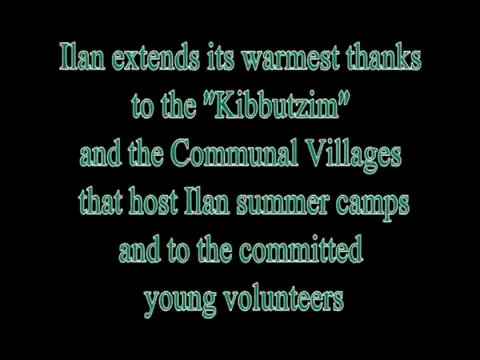 Ilan extends its warmest thanks
to the "Kibbutzim"
and the Communal Villages
that host Ilan summer camps
and to the committed
young volunteers